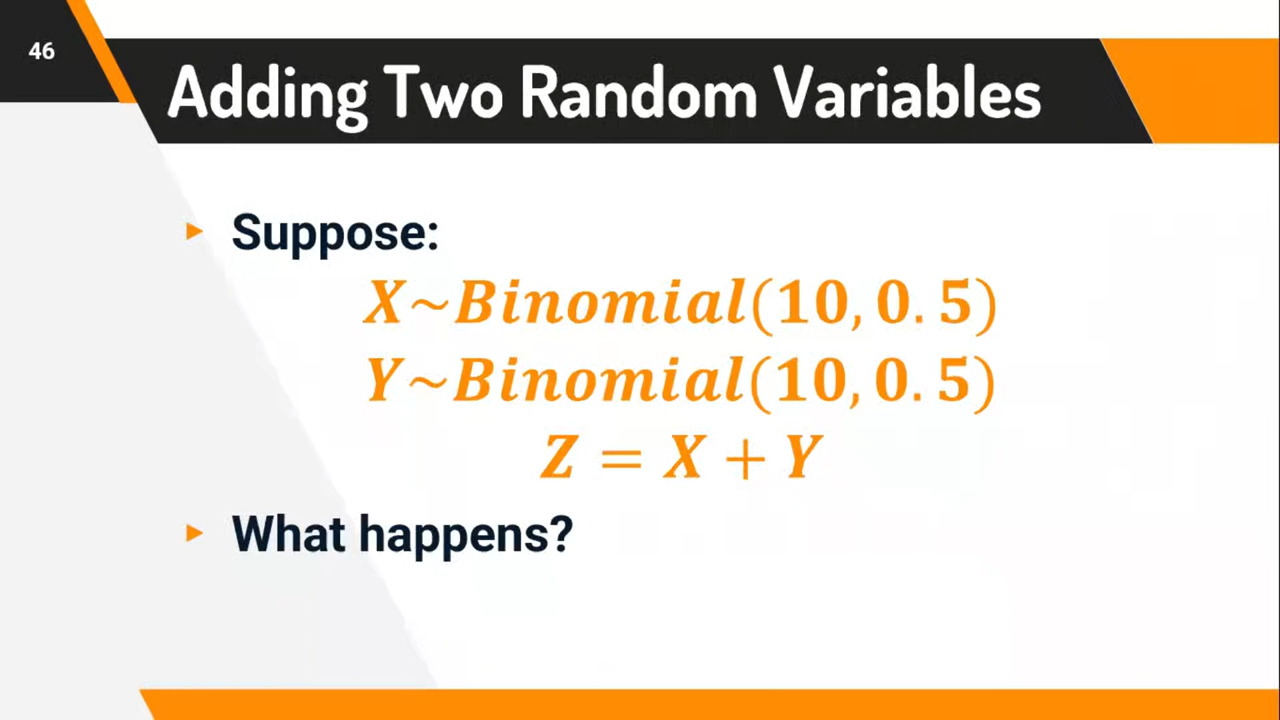 46
Adding Two Random Variables
Suppose:
X~Binomial(10, 0.5)
Y~Binomial(10, 0.5)
Z = X + Y
What happens?